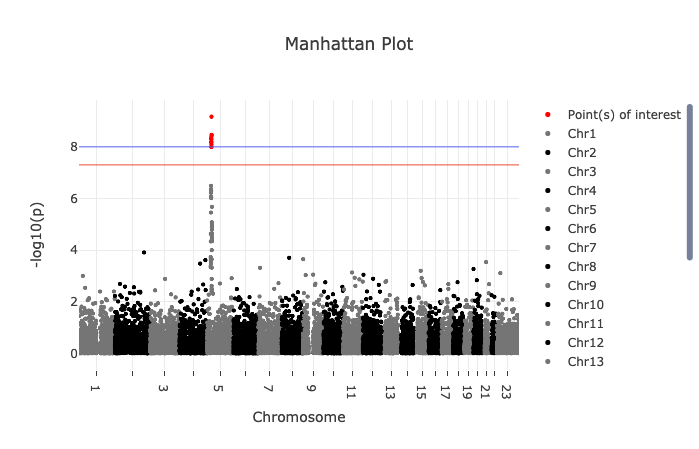 Manhattan Plot
-log10(p)
8
6
4
2
0
1
3
5
7
9
11
13
15
17
19
21
23
Chromosome
Point(s) of interest
Chr1
Chr2
Chr3
Chr4
Chr5
Chr6
Chr7
Chr8
Chr9
Chr10
Chr11
Chr12
Chr13